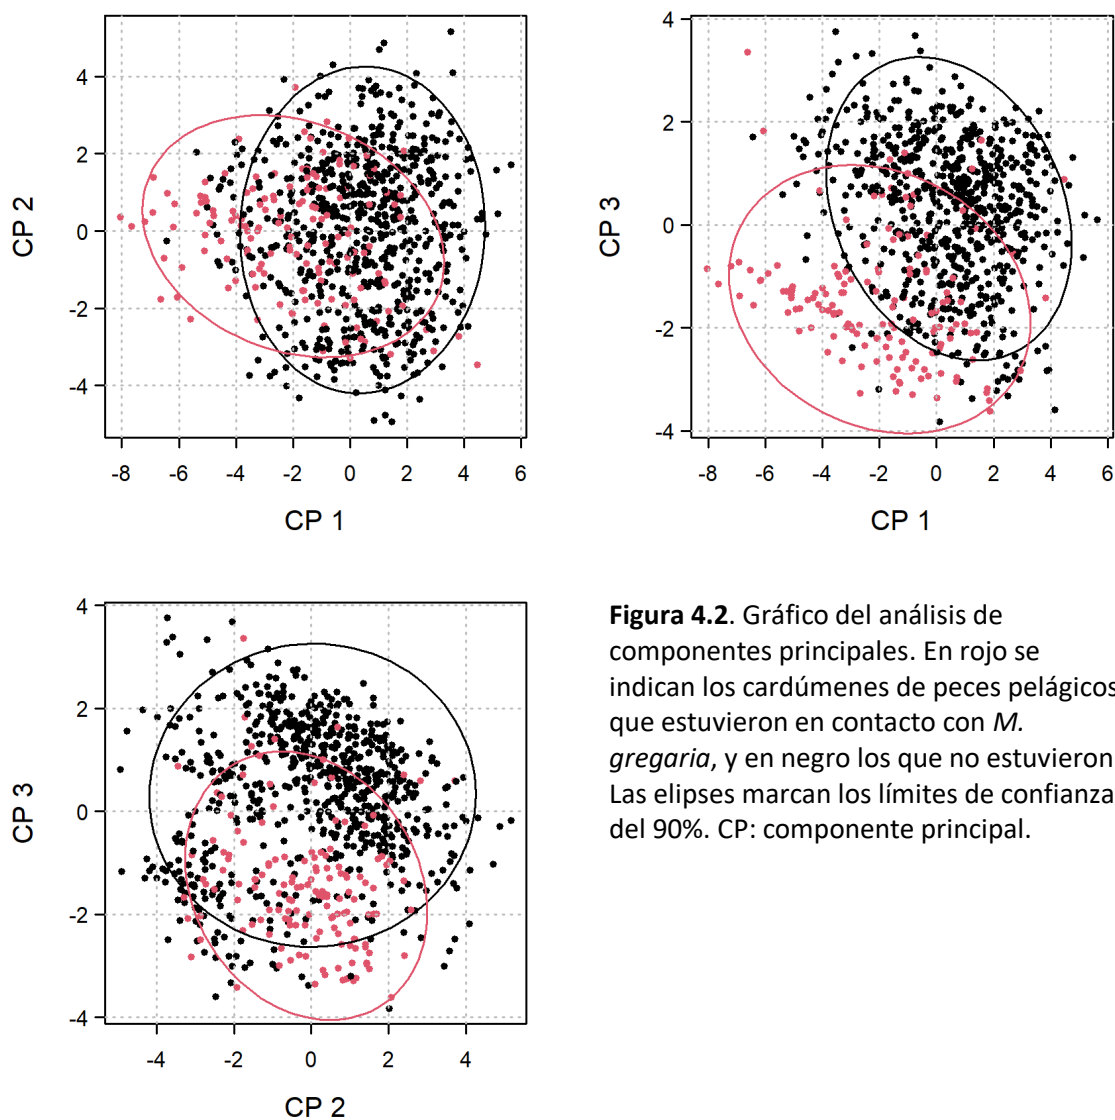 CP 2
4
2
0
-2
-4
-8 -6 -4 -2 0 2 4 6
CP 1
CP 3
4
2
0
-2
-4
-8 -6 -4 -2 0 2 4 6
CP 1
CP 3
4
2
0
-2
-4
-4 -2 0 2 4
CP 2
Figura 4.2. Gráfico del análisis de
componentes principales. En rojo se
indican los cardúmenes de peces pelágicos
que estuvieron en contacto con M.
gregaria, y en negro los que no estuvieron
Las elipses marcan los límites de confianza
del 90%. CP: componente principal.